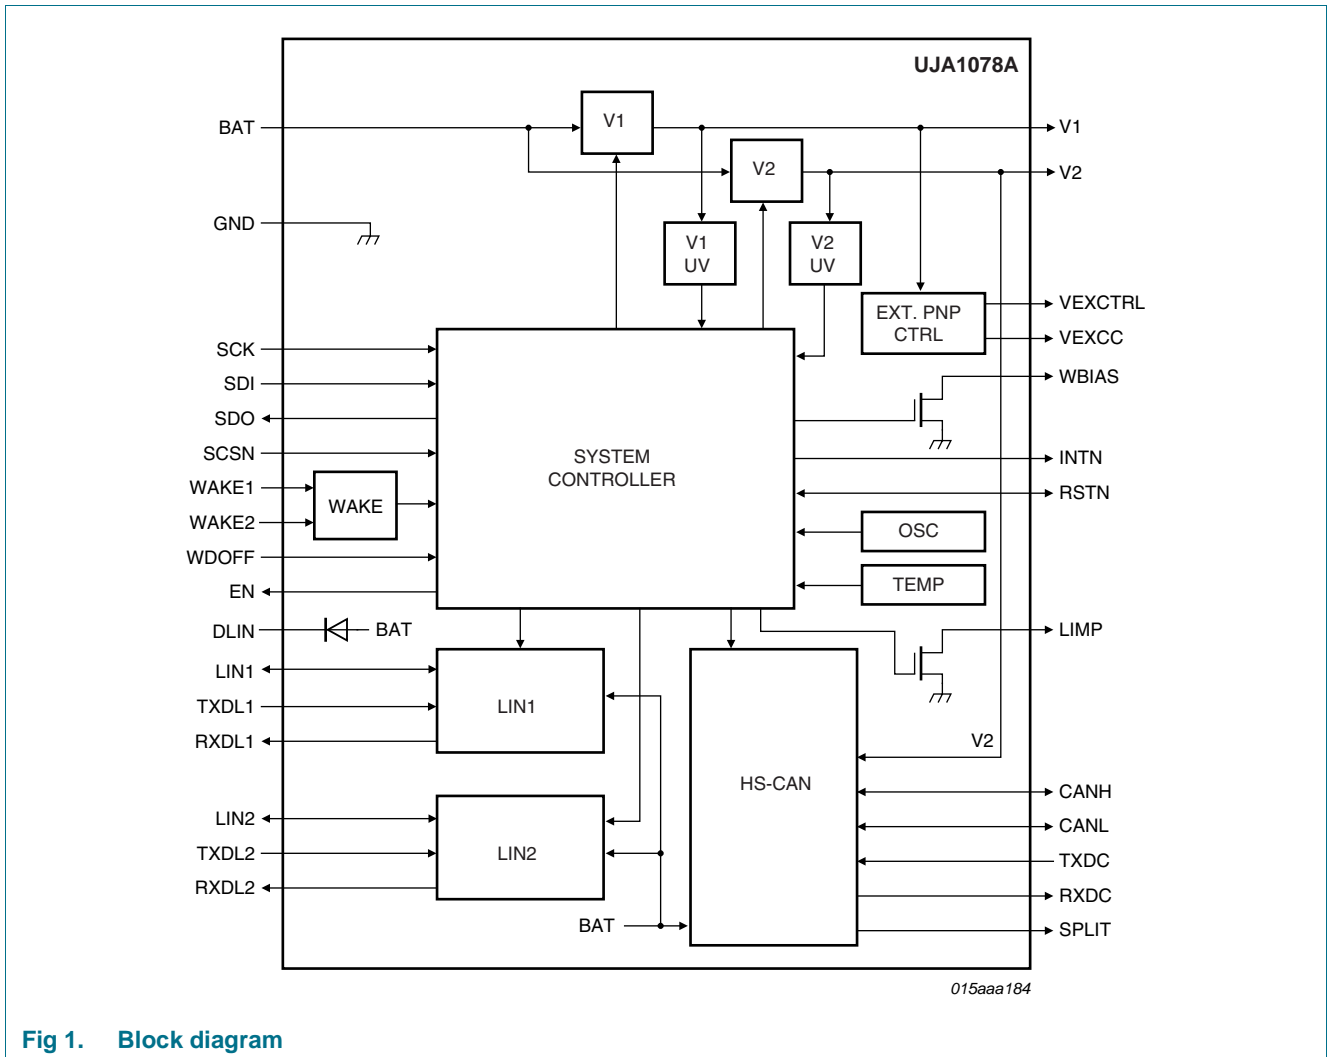 UJA1078A
BAT
V1
V1
V2
V2
GND
V1
UV
V2
UV
EXT. PNP
CTRL
VEXCTRL
VEXCC
WBIAS
SCK
SDI
SDO
SCSN
WAKE1
WAKE2
WAKE
WDOFF
EN
SYSTEM
CONTROLLER
INTN
RSTN
OSC
TEMP
DLIN
BAT
LIMP
LIN1
TXDL1
RXDL1
LIN1
V2
HS-CAN
LIN2
TXDL2
RXDL2
LIN2
BAT
CANH
CANL
TXDC
RXDC
SPLIT
015aaa184
Fig 1. Block diagram